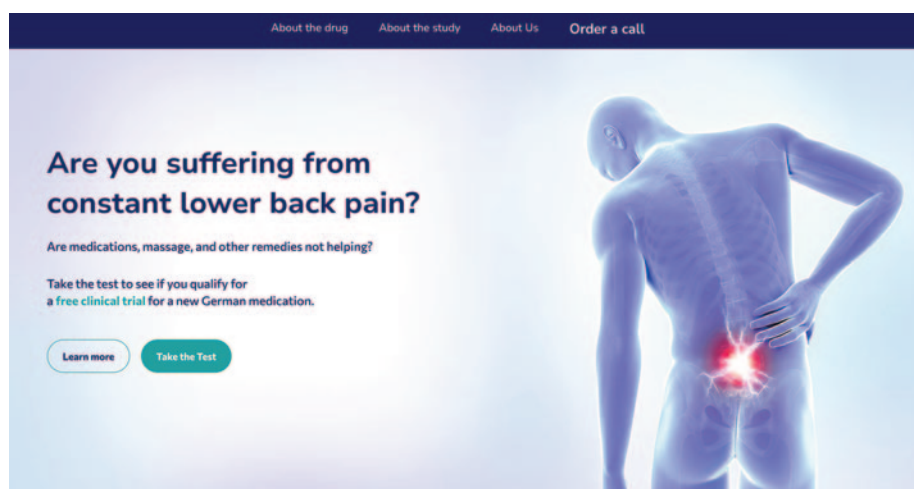 About the drug About the study About Us Order a call
Are you suffering from
constant lower back pain?
Are medications, massage, and other remedies not helping?
Take the test to see if you qualify for
a free clinical trial for a new German medication.
Learn more Take the Test